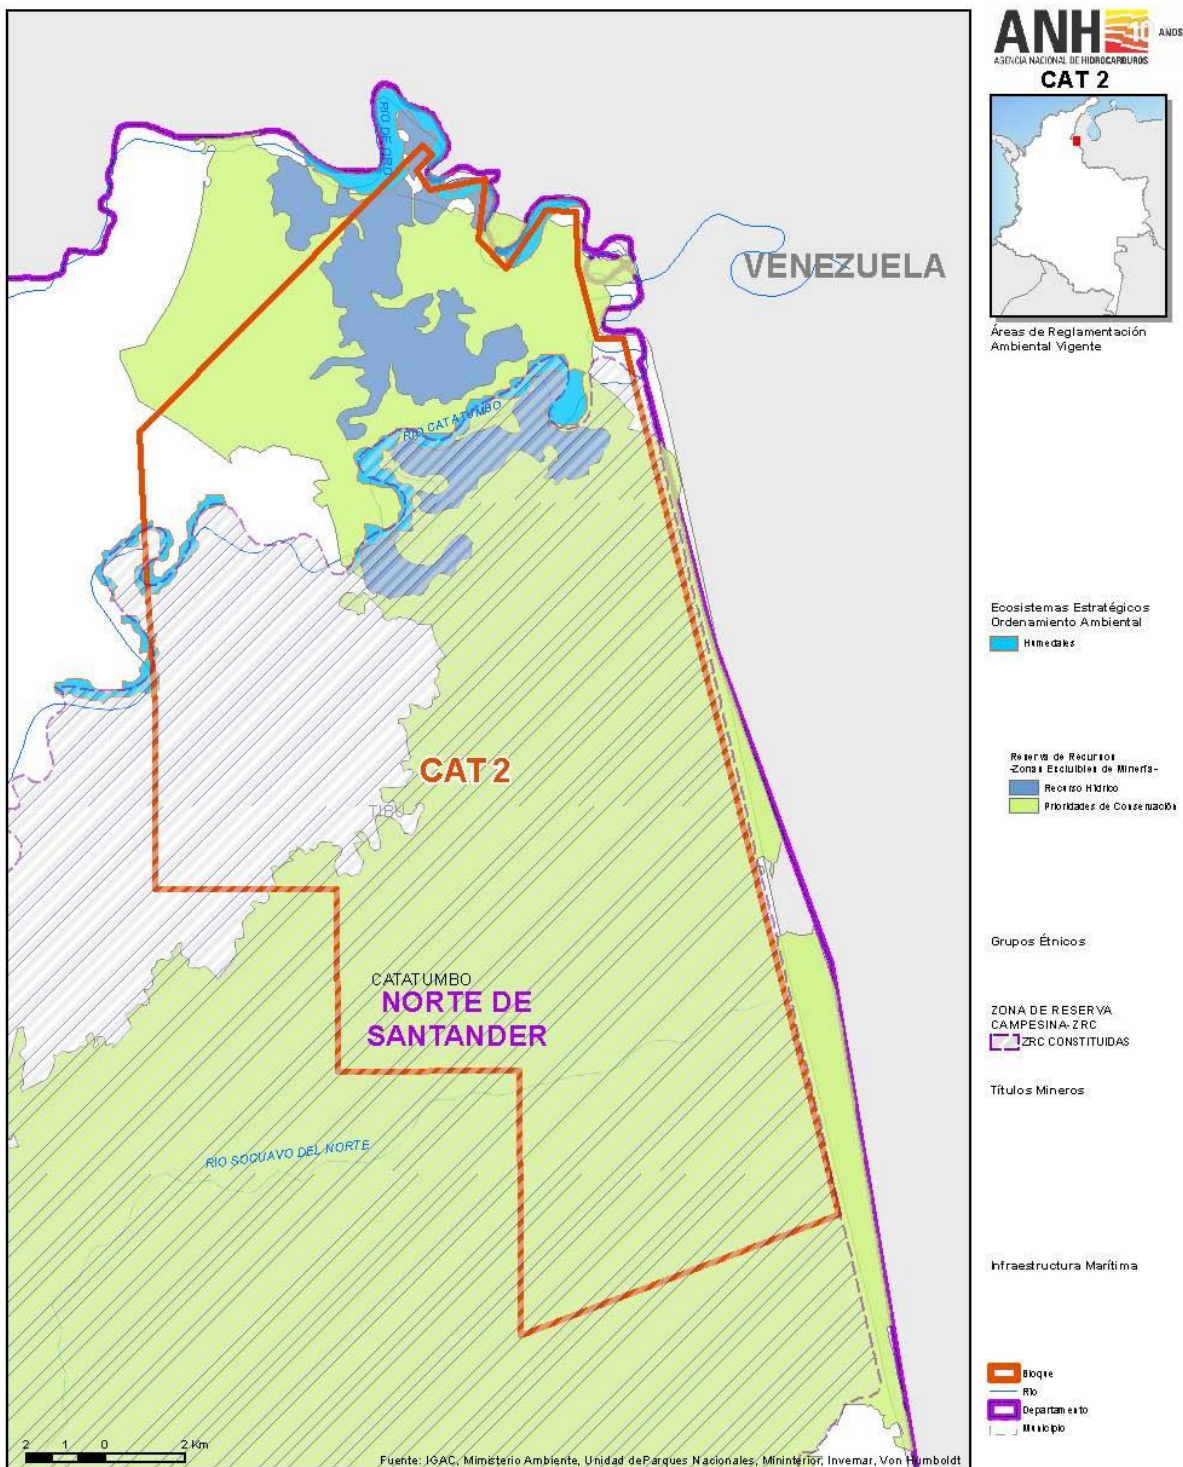 RIO DE ORO
VENEZUELA
RIO CATATUMBO
CAT 2
TIBÚ
CATATUMBO
NORTE DE
SANTANDER
RIO SOCUAVO DEL NORTE
2 1 0 2 Km
Fuente: IGAC, Mimisterio Ambiente, Unidad deParques Nacionales, Mininterior, Invemar, Von Humboldt
ANH 10 AÑOS
AGENCIA NACIONAL DE HIDROCARBUROS
CAT 2
Áreas de Reglamentación
Ambiental Vigente
Ecosistemas Estratégicos
Ordenamiento Ambiental
Humedales
Reserva de Recursos
-Zonas Excluibles de Minería-
Recurso Hídrico
Prioridades de Conservación
Grupos Étnicos
ZONA DE RESERVA
CAMPESINA-ZRC
ZRC CONSTITUIDAS
Títulos Mineros
Infraestructura Marítima
Bloque
Río
Departamento
Municipio